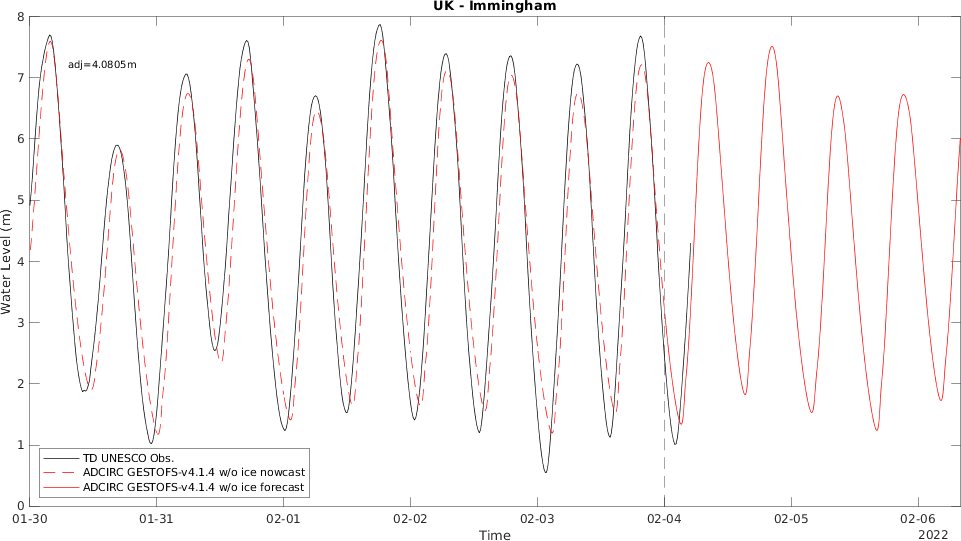 UK - Immingham
adj=4.0805m
Water Level (m)
8
7
6
5
4
3
2
1
0
TD UNESCO Obs.
ADCIRC GESTOFS-v4.1.4 w/o ice nowcast
ADCIRC GESTOFS-v4.1.4 w/o ice forecast
01-30 01-31 02-01 02-02 02-03 02-04 02-05 02-06
Time
2022